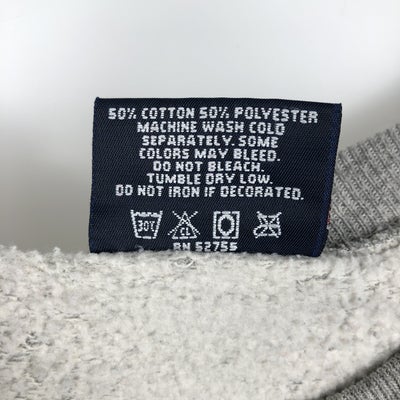 50% COTTON 50% POLYESTER
MACHINE WASH COLD
SEPARATELY. SOME
COLORS MAY BLEED.
DO NOT BLEACH.
TUMBLE DRY LOW.
DO NOT IRON IF DECORATED.
30°C CL
RN 52755